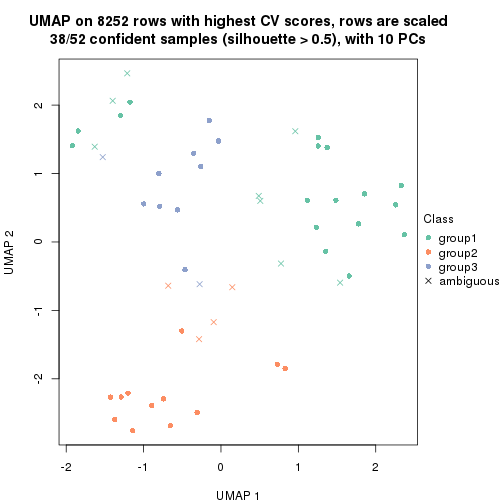 UMAP on 8252 rows with highest CV scores, rows are scaled
38/52 confident samples (silhouette > 0.5), with 10 PCs
2
1
0
-1
-2
UMAP 2
-2
-1
0
1
2
UMAP 1
Class
group1
group2
group3
ambiguous